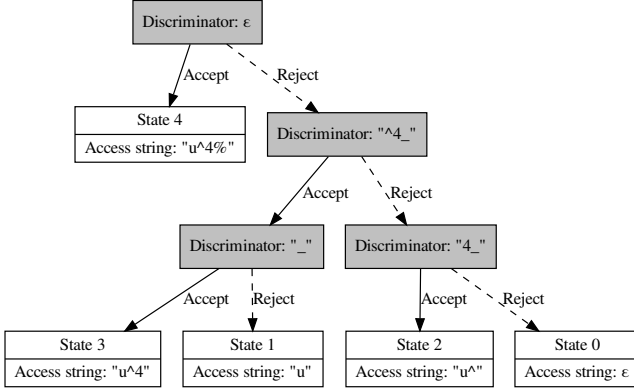 Discriminator: ε
Accept
Reject
State 4
Access string: "u^4%"
Discriminator: "^4_"
Accept
Reject
Discriminator: "_"
Discriminator: "4_"
Accept
Reject
Accept
Reject
State 3
Access string: "u^4"
State 1
Access string: "u"
State 2
Access string: "u^"
State 0
Access string: ε